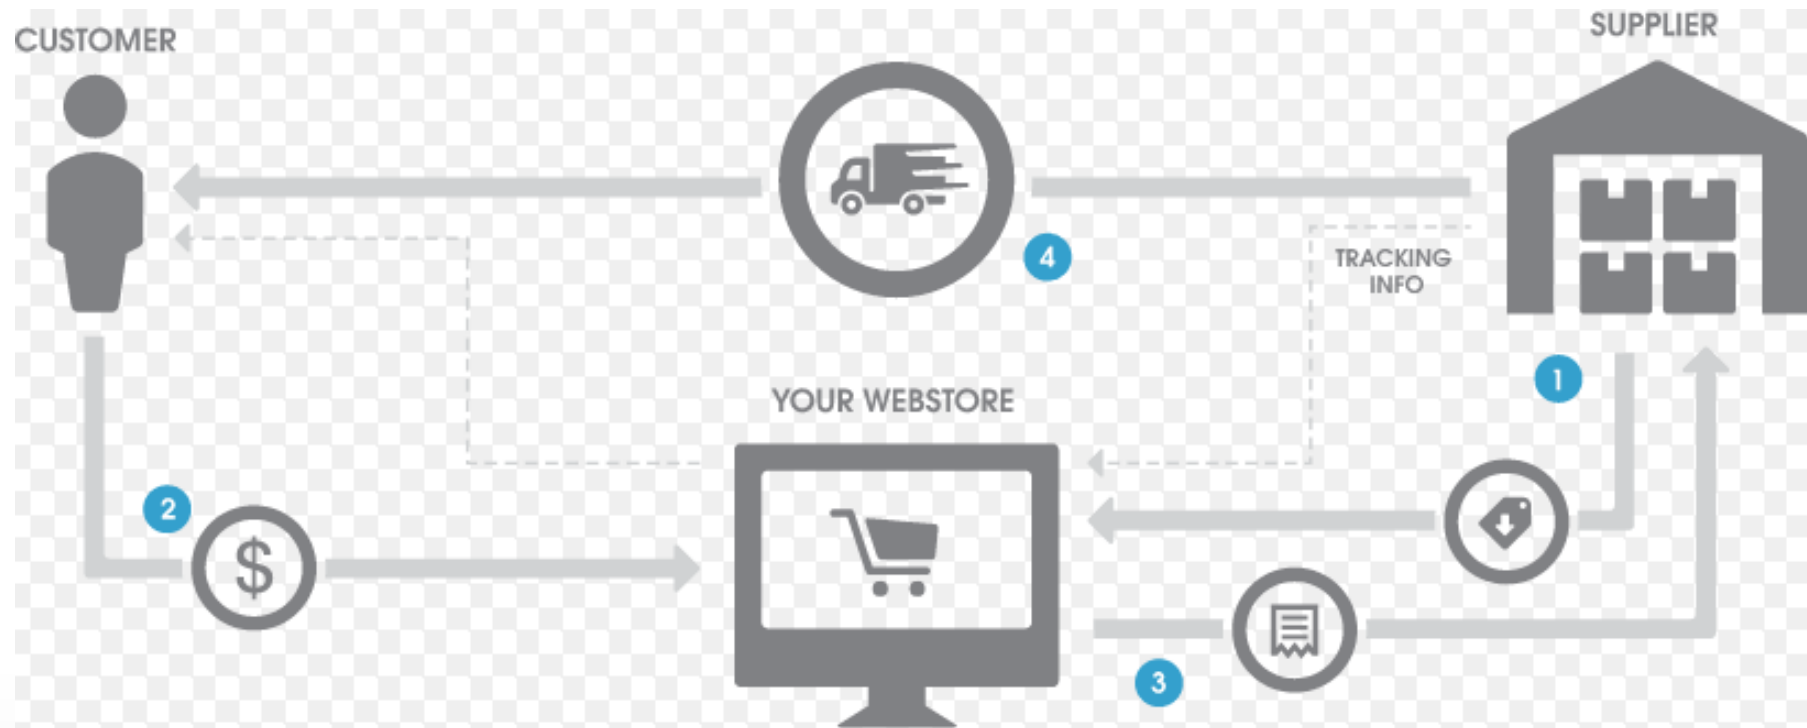 CUSTOMER
SUPPLIER
4
TRACKING
INFO
1
YOUR WEBSTORE
2
$
3